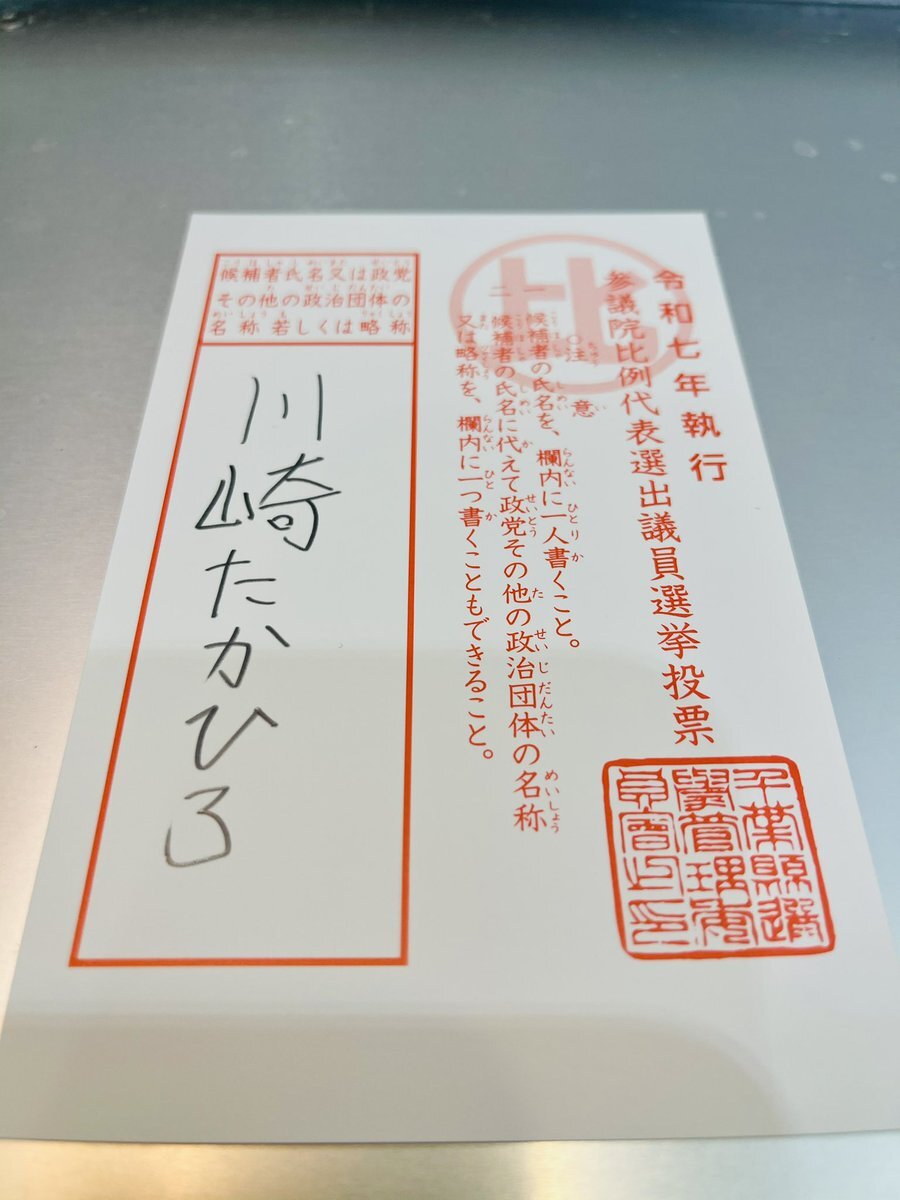 令和七年執行
参議院比例代表選出議員選挙投票
比
○注意
一 候補者の氏名を、欄内に一人書くこと。
二 候補者の氏名に代えて政党その他の政治団体の名称
又は略称を、欄内に一つ書くこともできること。
千葉県選
挙管理委
員会之印
候補者氏名又は政党
その他の政治団体の
名称若しくは略称
川崎たかひろ